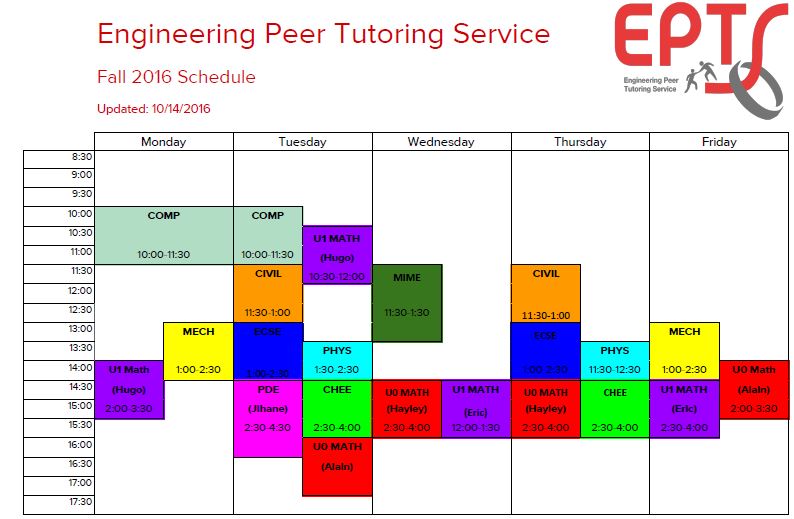 Engineering Peer Tutoring Service
EPTS
Engineering Peer
Tutoring Service
Fall 2016 Schedule
Updated: 10/14/2016
Monday Tuesday Wednesday Thursday Friday
8:30
9:00
9:30
10:00
10:30
11:00
11:30
12:00
12:30
13:00
13:30
14:00
14:30
15:00
15:30
16:00
16:30
17:00
17:30
COMP
10:00-11:30
MECH
1:00-2:30
U1 Math
(Hugo)
2:00-3:30
COMP
10:00-11:30
U1 MATH
(Hugo)
10:30-12:00
CIVIL
11:30-1:00
ECSE
1:00-2:30
PHYS
1:30-2:30
PDE
(JIhane)
2:30-4:30
CHEE
2:30-4:00
U0 MATH
(Alain)
MIME
11:30-1:30
U0 MATH
(Hayley)
2:30-4:00
U1 MATH
(Eric)
12:00-1:30
CIVIL
11:30-1:00
ECSE
1:00-2:30
PHYS
11:30-12:30
U0 MATH
(Hayley)
2:30-4:00
CHEE
2:30-4:00
MECH
1:00-2:30
U0 Math
(Alain)
2:00-3:30
U1 MATH
(Eric)
2:30-4:00